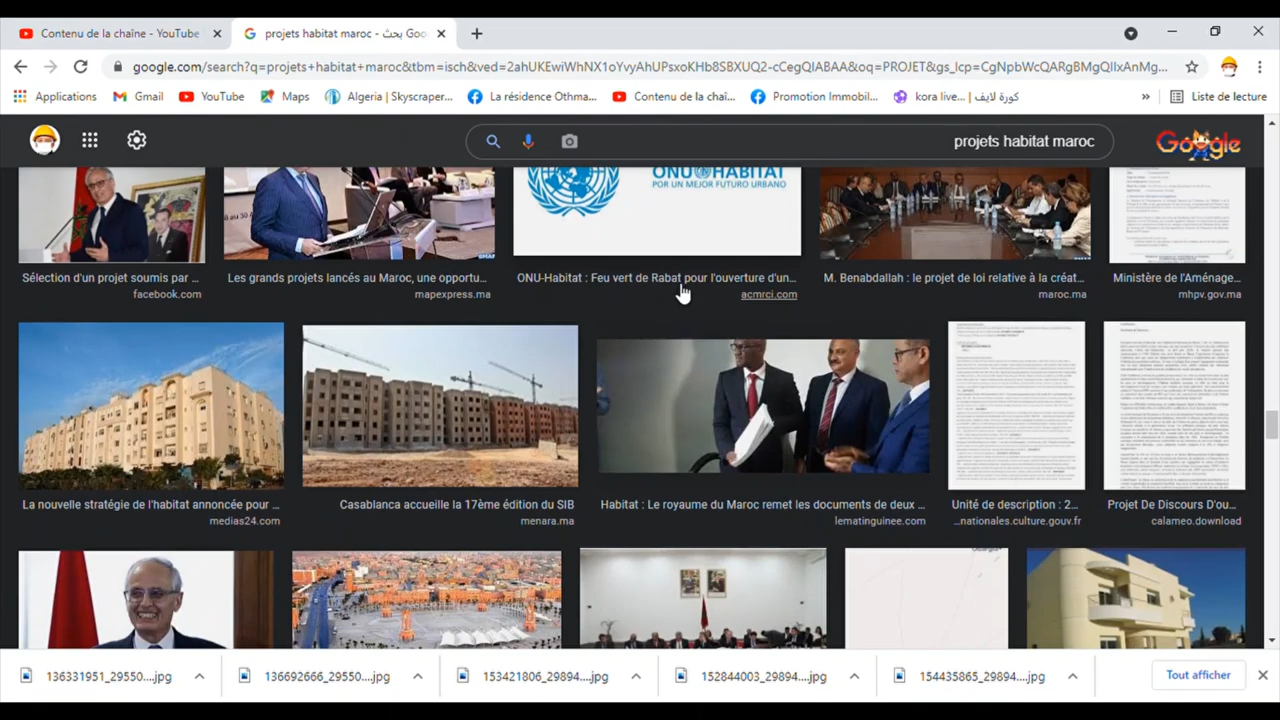 Contenu de la chaîne - YouTube
projets habitat maroc - بحث Goo
google.com/search?q=projets+habitat+maroc&tbm=isch&ved=2ahUKEwiWhNX1oYvyAhUPsxoKHb8SBXUQ2-cCegQIABAA&oq=PROJET&gs_lcp=CgNpbWcQARgBMgQIIxAnMg...
Applications
Gmail
YouTube
Maps
Algeria | Skyscraper...
La résidence Othma...
Contenu de la chaî...
Promotion Immobil...
kora live... | كورة لايف
Liste de lecture
projets habitat maroc
Google
ONU HABITAT
POR UN MEJOR FUTURO URBANO
Sélection d'un projet soumis par ...
facebook.com
Les grands projets lancés au Maroc, une opportu...
mapexpress.ma
ONU-Habitat : Feu vert de Rabat pour l'ouverture d'un...
acmrci.com
M. Benabdallah : le projet de loi relative à la créat...
maroc.ma
Ministère de l'Aménage...
mhpv.gov.ma
La nouvelle stratégie de l'habitat annoncée pour ...
medias24.com
Casablanca accueille la 17ème édition du SIB
menara.ma
Habitat : Le royaume du Maroc remet les documents de deux ...
lematinguinee.com
Unité de description : 2...
...nationales.culture.gouv.fr
Projet De Discours D'ou...
calameo.download
136331951_29550....jpg
136692666_29550....jpg
153421806_29894....jpg
152844003_29894....jpg
154435865_29894....jpg
Tout afficher